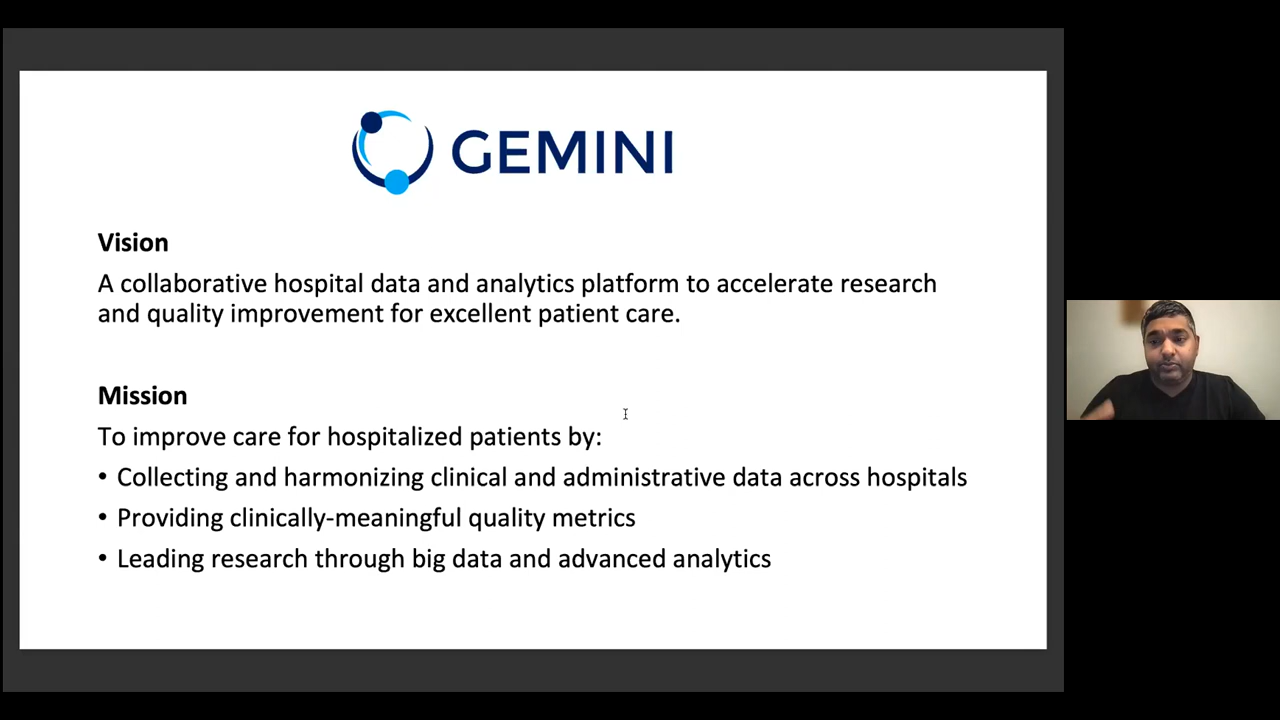 GEMINI
Vision
A collaborative hospital data and analytics platform to accelerate research
and quality improvement for excellent patient care.
Mission
To improve care for hospitalized patients by:
• Collecting and harmonizing clinical and administrative data across hospitals
• Providing clinically-meaningful quality metrics
• Leading research through big data and advanced analytics